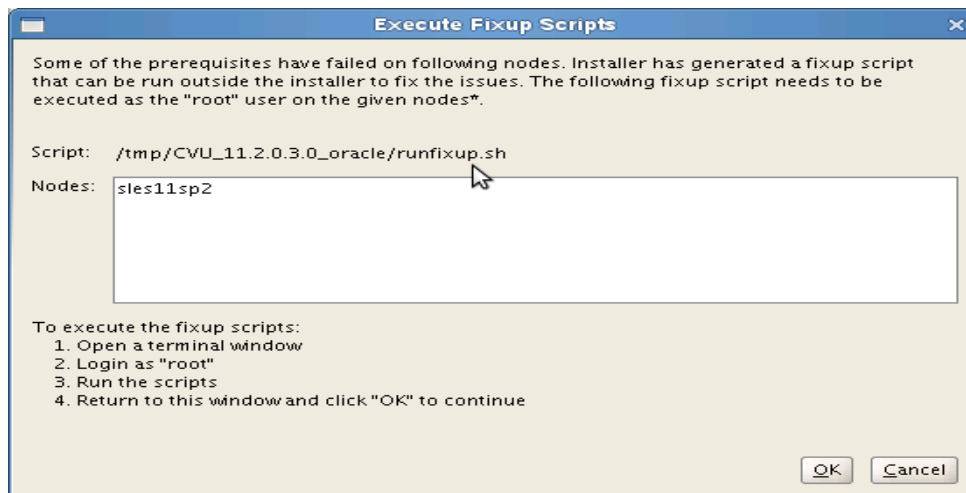 Execute Fixup Scripts
Some of the prerequisites have failed on following nodes. Installer has generated a fixup script
that can be run outside the installer to fix the issues. The following fixup script needs to be
executed as the "root" user on the given nodes*.
Script: /tmp/CVU_11.2.0.3.0_oracle/runfixup.sh
Nodes: sles11sp2
To execute the fixup scripts:
1. Open a terminal window
2. Login as "root"
3. Run the scripts
4. Return to this window and click "OK" to continue
OK Cancel